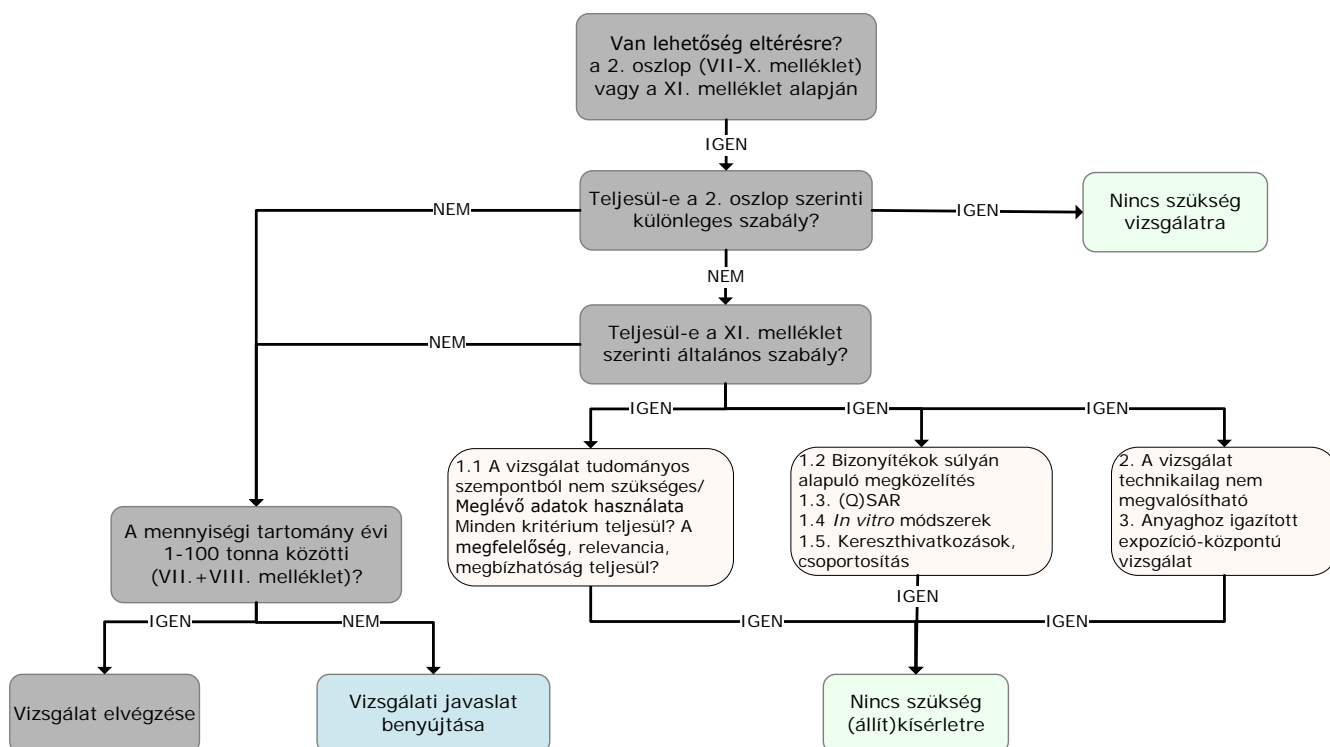 Van lehetőség eltérésre?
a 2. oszlop (VII-X. melléklet)
vagy a XI. melléklet alapján
IGEN
Teljesül-e a 2. oszlop szerinti
különleges szabály?
NEM
IGEN
Nincs szükség
vizsgálatra
NEM
Teljesül-e a XI. melléklet
szerinti általános szabály?
NEM
IGEN
IGEN
IGEN
1.1 A vizsgálat tudományos
szempontból nem szükséges/
Meglévő adatok használata
Minden kritérium teljesül? A
megfelelőség, relevancia,
megbízhatóság teljesül?
1.2 Bizonyítékok súlyán
alapuló megközelítés
1.3. (Q)SAR
1.4 In vitro módszerek
1.5. Kereszthivatkozások,
csoportosítás
2. A vizsgálat
technikailag nem
megvalósítható
3. Anyaghoz igazított
expozíció-központú
vizsgálat
A mennyiségi tartomány évi
1-100 tonna közötti
(VII.+VIII. melléklet)?
IGEN
NEM
IGEN
IGEN
IGEN
Vizsgálat elvégzése
Vizsgálati javaslat
benyújtása
Nincs szükség
(állít)kísérletre